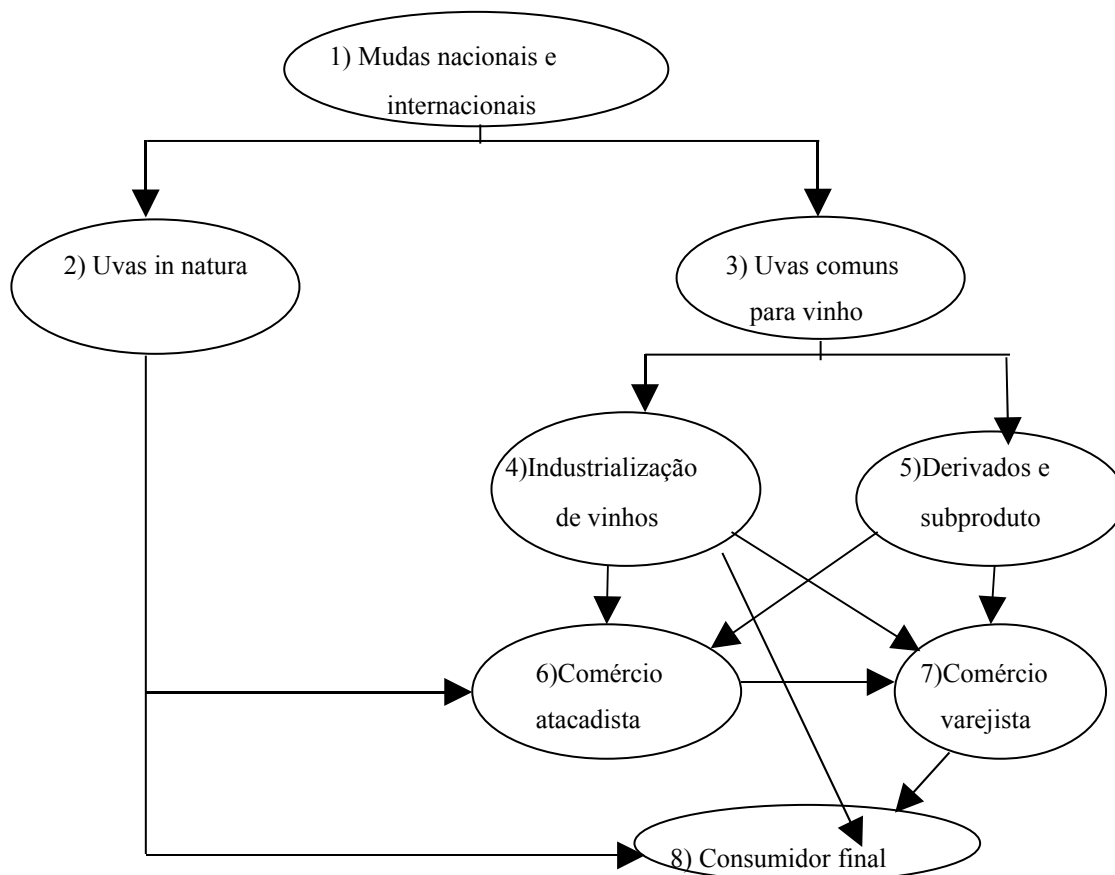 1) Mudas nacionais e
internacionais
2) Uvas in natura
3) Uvas comuns
para vinho
4)Industrialização
de vinhos
5)Derivados e
subproduto
6)Comércio
atacadista
7)Comércio
varejista
8) Consumidor final